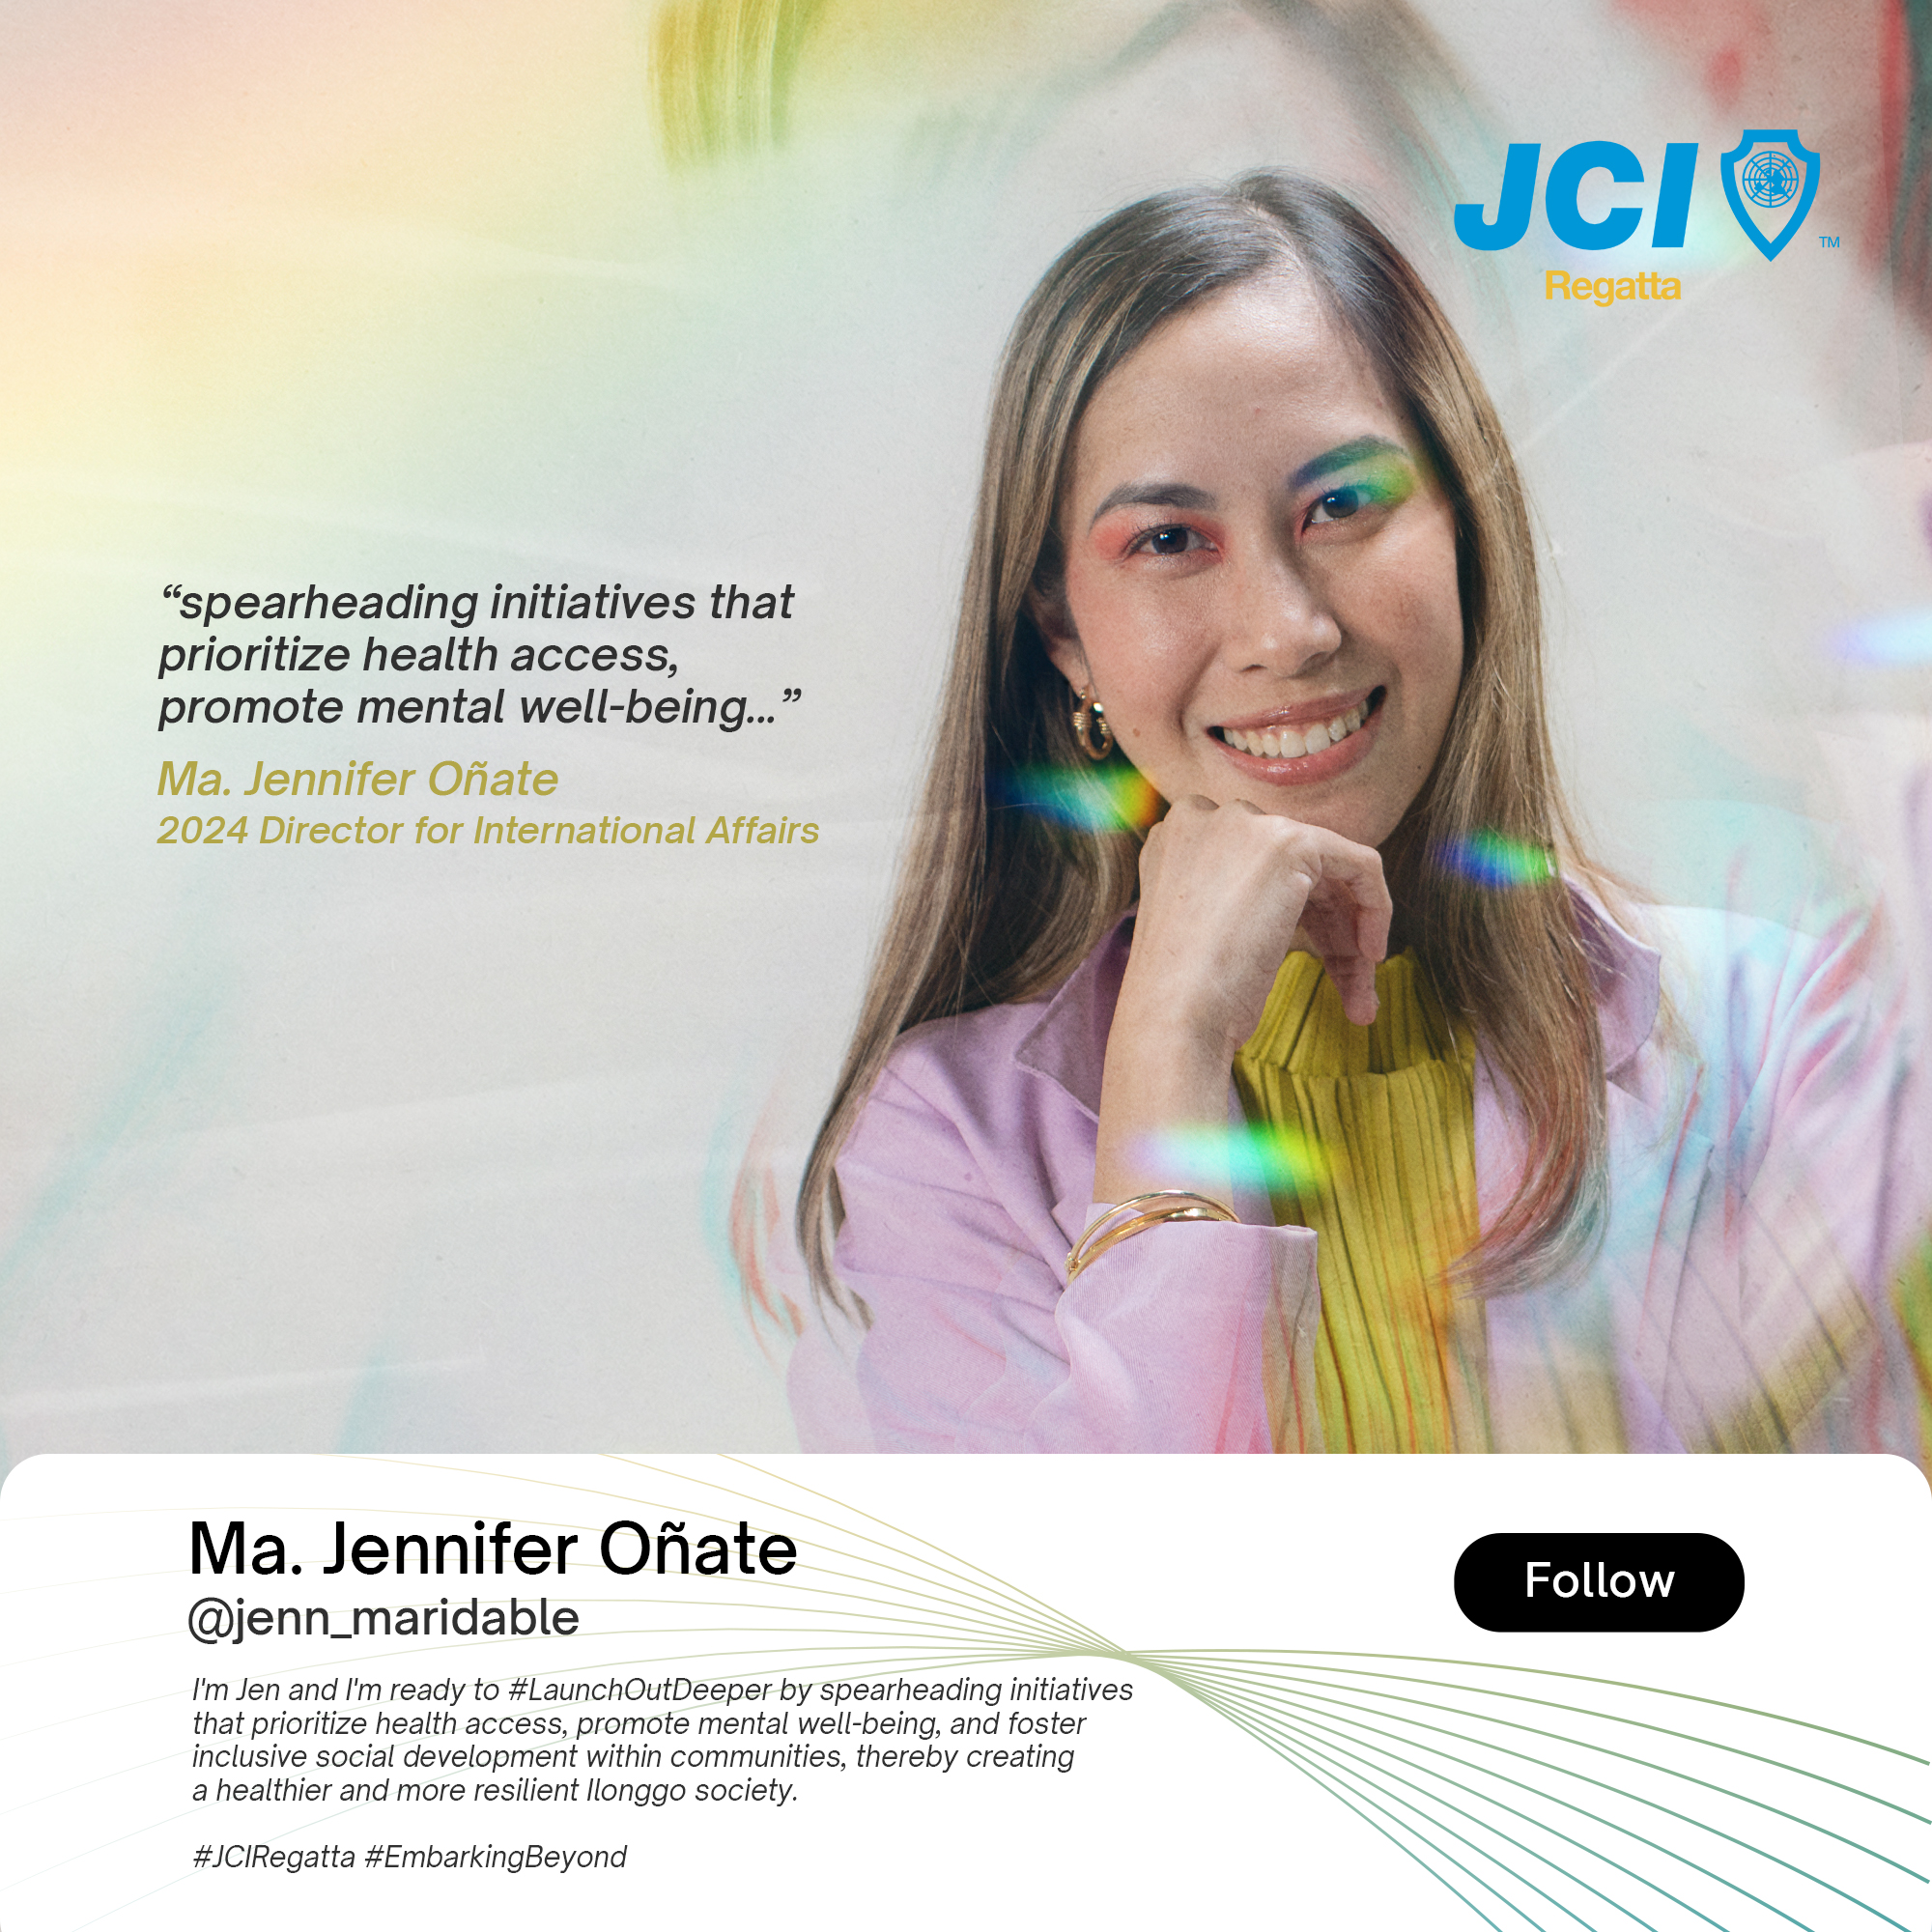 JCI
TM
Regatta
“spearheading initiatives that
prioritize health access,
promote mental well-being...”
Ma. Jennifer Oñate
2024 Director for International Affairs
Ma. Jennifer Oñate
@jenn_maridable
Follow
I'm Jen and I'm ready to #LaunchOutDeeper by spearheading initiatives
that prioritize health access, promote mental well-being, and foster
inclusive social development within communities, thereby creating
a healthier and more resilient Ilonggo society.
#JCIRegatta #EmbarkingBeyond